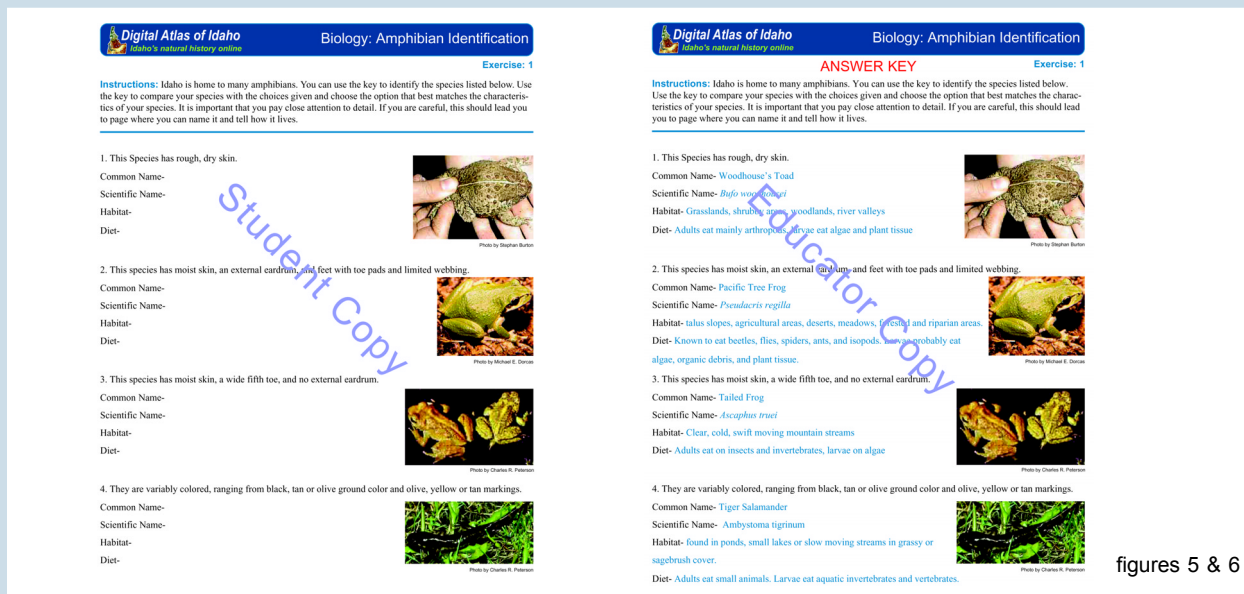 Digital Atlas of Idaho
Idaho's natural history online
Biology: Amphibian Identification
Exercise: 1
Instructions: Idaho is home to many amphibians. You can use the key to identify the species listed below. Use
the key to compare your species with the choices given and choose the option that best matches the characteris-
tics of your species. It is important that you pay close attention to detail. If you are careful, this should lead you
to page where you can name it and tell how it lives.
1. This Species has rough, dry skin.
Common Name-
Scientific Name-
Habitat-
Diet-
Photo by Stephan Burton
2. This species has moist skin, an external eardrum, and feet with toe pads and limited webbing.
Common Name-
Scientific Name-
Habitat-
Diet-
Photo by Michael E. Dorcas
3. This species has moist skin, a wide fifth toe, and no external eardrum.
Common Name-
Scientific Name-
Habitat-
Diet-
Photo by Charles R. Peterson
4. They are variably colored, ranging from black, tan or olive ground color and olive, yellow or tan markings.
Common Name-
Scientific Name-
Habitat-
Diet-
Photo by Charles R. Peterson
Student Copy
Digital Atlas of Idaho
Idaho's natural history online
Biology: Amphibian Identification
ANSWER KEY
Exercise: 1
Instructions: Idaho is home to many amphibians. You can use the key to identify the species listed below.
Use the key to compare your species with the choices given and choose the option that best matches the charac-
teristics of your species. It is important that you pay close attention to detail. If you are careful, this should lead
you to page where you can name it and tell how it lives.
1. This Species has rough, dry skin.
Common Name- Woodhouse's Toad
Scientific Name- Bufo woodhousei
Habitat- Grasslands, shrubby areas, woodlands, river valleys
Diet- Adults eat mainly arthropods, larvae eat algae and plant tissue
Photo by Stephan Burton
2. This species has moist skin, an external eardrum, and feet with toe pads and limited webbing.
Common Name- Pacific Tree Frog
Scientific Name- Pseudacris regilla
Habitat- talus slopes, agricultural areas, deserts, meadows, forested and riparian areas.
Diet- Known to eat beetles, flies, spiders, ants, and isopods. Larvae probably eat
algae, organic debris, and plant tissue.
Photo by Michael E. Dorcas
3. This species has moist skin, a wide fifth toe, and no external eardrum.
Common Name- Tailed Frog
Scientific Name- Ascaphus truei
Habitat- Clear, cold, swift moving mountain streams
Diet- Adults eat on insects and invertebrates, larvae on algae
Photo by Charles R. Peterson
4. They are variably colored, ranging from black, tan or olive ground color and olive, yellow or tan markings.
Common Name- Tiger Salamander
Scientific Name- Ambystoma tigrinum
Habitat- found in ponds, small lakes or slow moving streams in grassy or
sagebrush cover.
Diet- Adults eat small animals. Larvae eat aquatic invertebrates and vertebrates.
Photo by Charles R. Peterson
Educator Copy
figures 5 & 6